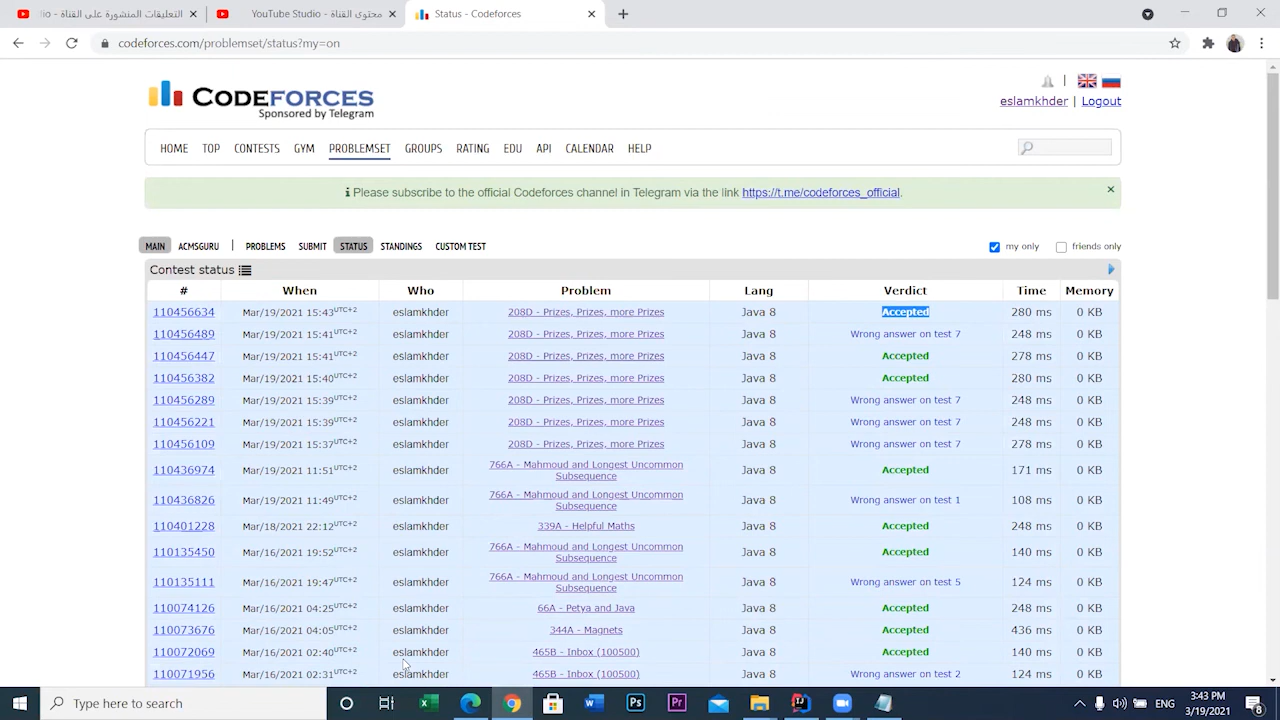 التعليقات المنشورة على القناة - io
محتوى القناة - YouTube Studio
Status - Codeforces
codeforces.com/problemset/status?my=on
CODEFORCES
Sponsored by Telegram
eslamkhder | Logout
HOME TOP CONTESTS GYM PROBLEMSET GROUPS RATING EDU API CALENDAR HELP
Please subscribe to the official Codeforces channel in Telegram via the link https://t.me/codeforces_official.
MAIN ACMSGURU | PROBLEMS SUBMIT STATUS STANDINGS CUSTOM TEST my only friends only
Contest status
# When Who Problem Lang Verdict Time Memory
110456634 Mar/19/2021 15:43UTC+2 eslamkhder 208D - Prizes, Prizes, more Prizes Java 8 Accepted 280 ms 0 KB
110456489 Mar/19/2021 15:41UTC+2 eslamkhder 208D - Prizes, Prizes, more Prizes Java 8 Wrong answer on test 7 248 ms 0 KB
110456447 Mar/19/2021 15:41UTC+2 eslamkhder 208D - Prizes, Prizes, more Prizes Java 8 Accepted 278 ms 0 KB
110456382 Mar/19/2021 15:40UTC+2 eslamkhder 208D - Prizes, Prizes, more Prizes Java 8 Accepted 280 ms 0 KB
110456289 Mar/19/2021 15:39UTC+2 eslamkhder 208D - Prizes, Prizes, more Prizes Java 8 Wrong answer on test 7 248 ms 0 KB
110456221 Mar/19/2021 15:39UTC+2 eslamkhder 208D - Prizes, Prizes, more Prizes Java 8 Wrong answer on test 7 248 ms 0 KB
110456109 Mar/19/2021 15:37UTC+2 eslamkhder 208D - Prizes, Prizes, more Prizes Java 8 Wrong answer on test 7 278 ms 0 KB
110436974 Mar/19/2021 11:51UTC+2 eslamkhder 766A - Mahmoud and Longest Uncommon Subsequence Java 8 Accepted 171 ms 0 KB
110436826 Mar/19/2021 11:49UTC+2 eslamkhder 766A - Mahmoud and Longest Uncommon Subsequence Java 8 Wrong answer on test 1 108 ms 0 KB
110401228 Mar/18/2021 22:12UTC+2 eslamkhder 339A - Helpful Maths Java 8 Accepted 248 ms 0 KB
110135450 Mar/16/2021 19:52UTC+2 eslamkhder 766A - Mahmoud and Longest Uncommon Subsequence Java 8 Accepted 140 ms 0 KB
110135111 Mar/16/2021 19:47UTC+2 eslamkhder 766A - Mahmoud and Longest Uncommon Subsequence Java 8 Wrong answer on test 5 124 ms 0 KB
110074126 Mar/16/2021 04:25UTC+2 eslamkhder 66A - Petya and Java Java 8 Accepted 248 ms 0 KB
110073676 Mar/16/2021 04:05UTC+2 eslamkhder 344A - Magnets Java 8 Accepted 436 ms 0 KB
110072069 Mar/16/2021 02:40UTC+2 eslamkhder 465B - Inbox (100500) Java 8 Accepted 140 ms 0 KB
110071956 Mar/16/2021 02:31UTC+2 eslamkhder 465B - Inbox (100500) Java 8 Wrong answer on test 2 124 ms 0 KB
Type here to search
Ps
Pr
3:43 PM
3/19/2021
8